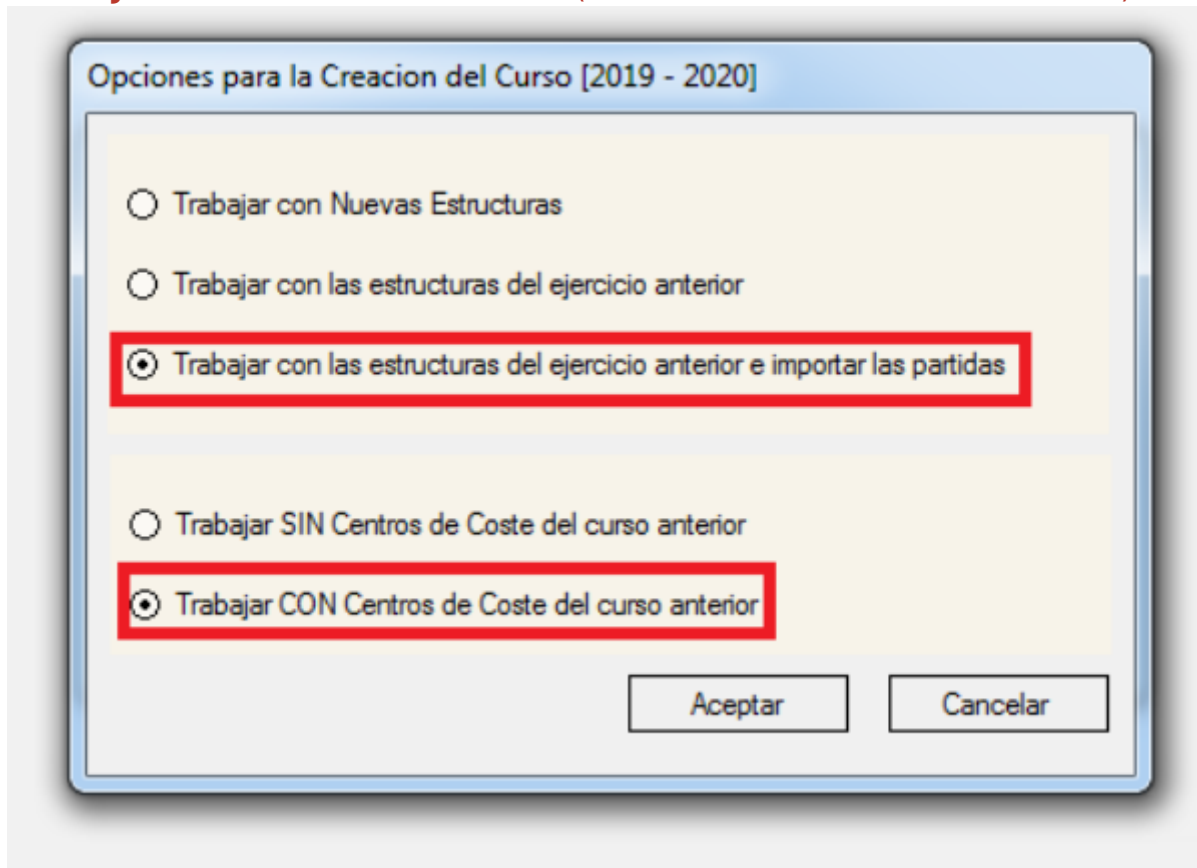 Opciones para la Creacion del Curso [2019 - 2020]
Trabajar con Nuevas Estructuras
Trabajar con las estructuras del ejercicio anterior
Trabajar con las estructuras del ejercicio anterior e importar las partidas
Trabajar SIN Centros de Coste del curso anterior
Trabajar CON Centros de Coste del curso anterior
Aceptar
Cancelar